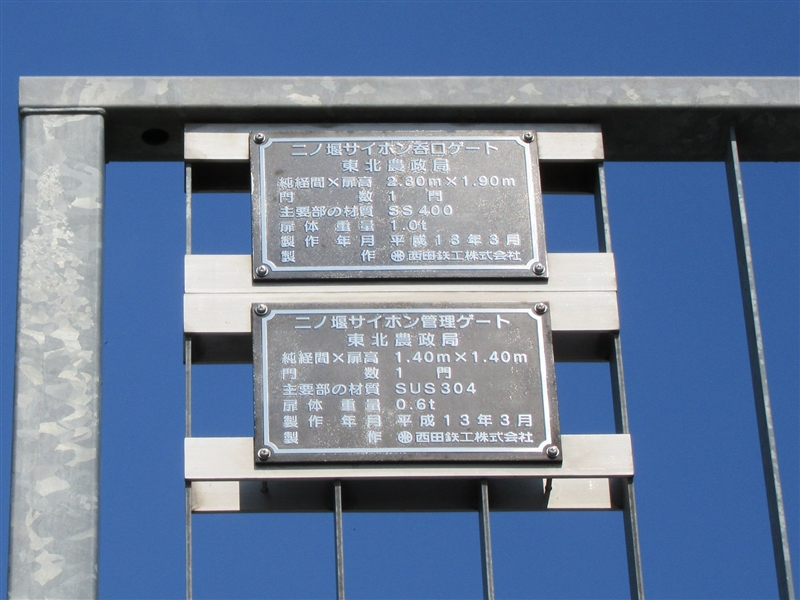 二ノ堰サイホン呑口ゲート
東北農政局
純経間×扉高 2.80m×1.90m
門 数 1 門
主要部の材質 SS400
扉体重量 1.0t
製作年月 平成13年3月
製 作 西田鉄工株式会社
二ノ堰サイホン管理ゲート
東北農政局
純経間×扉高 1.40m×1.40m
門 数 1 門
主要部の材質 SUS304
扉体重量 0.6t
製作年月 平成13年3月
製 作 西田鉄工株式会社